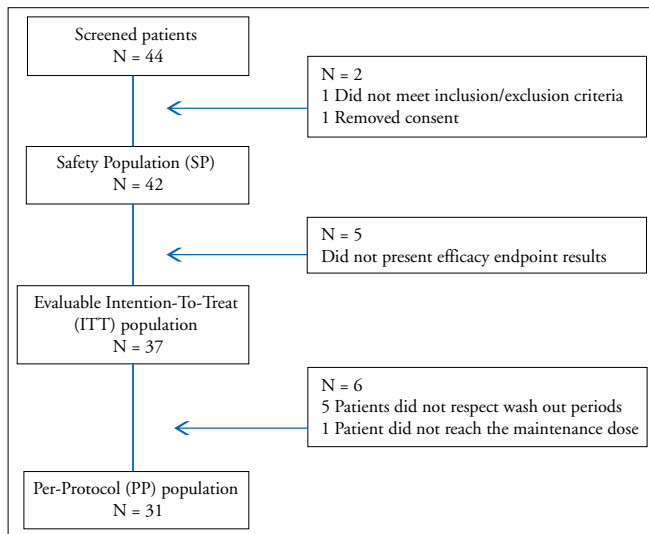 Screened patients
N = 44
N = 2
1 Did not meet inclusion/exclusion criteria
1 Removed consent
Safety Population (SP)
N = 42
N = 5
Did not present efficacy endpoint results
Evaluable Intention-To-Treat
(ITT) population
N = 37
N = 6
5 Patients did not respect wash out periods
1 Patient did not reach the maintenance dose
Per-Protocol (PP) population
N = 31